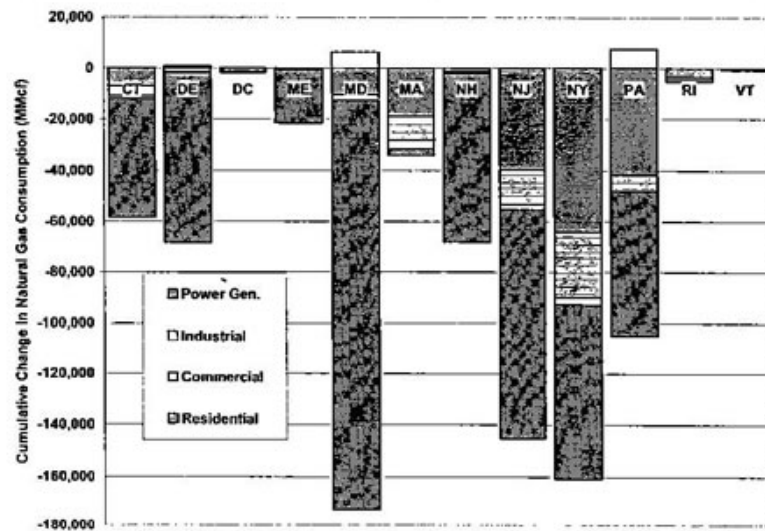 Cumulative Change In Natural Gas Consumption (MMcf)
20,000
0
-20,000
-40,000
-60,000
-80,000
-100,000
-120,000
-140,000
-160,000
-180,000
CT DE DC ME MD MA NH NJ NY PA RI VT
Power Gen.
Industrial
Commercial
Residential